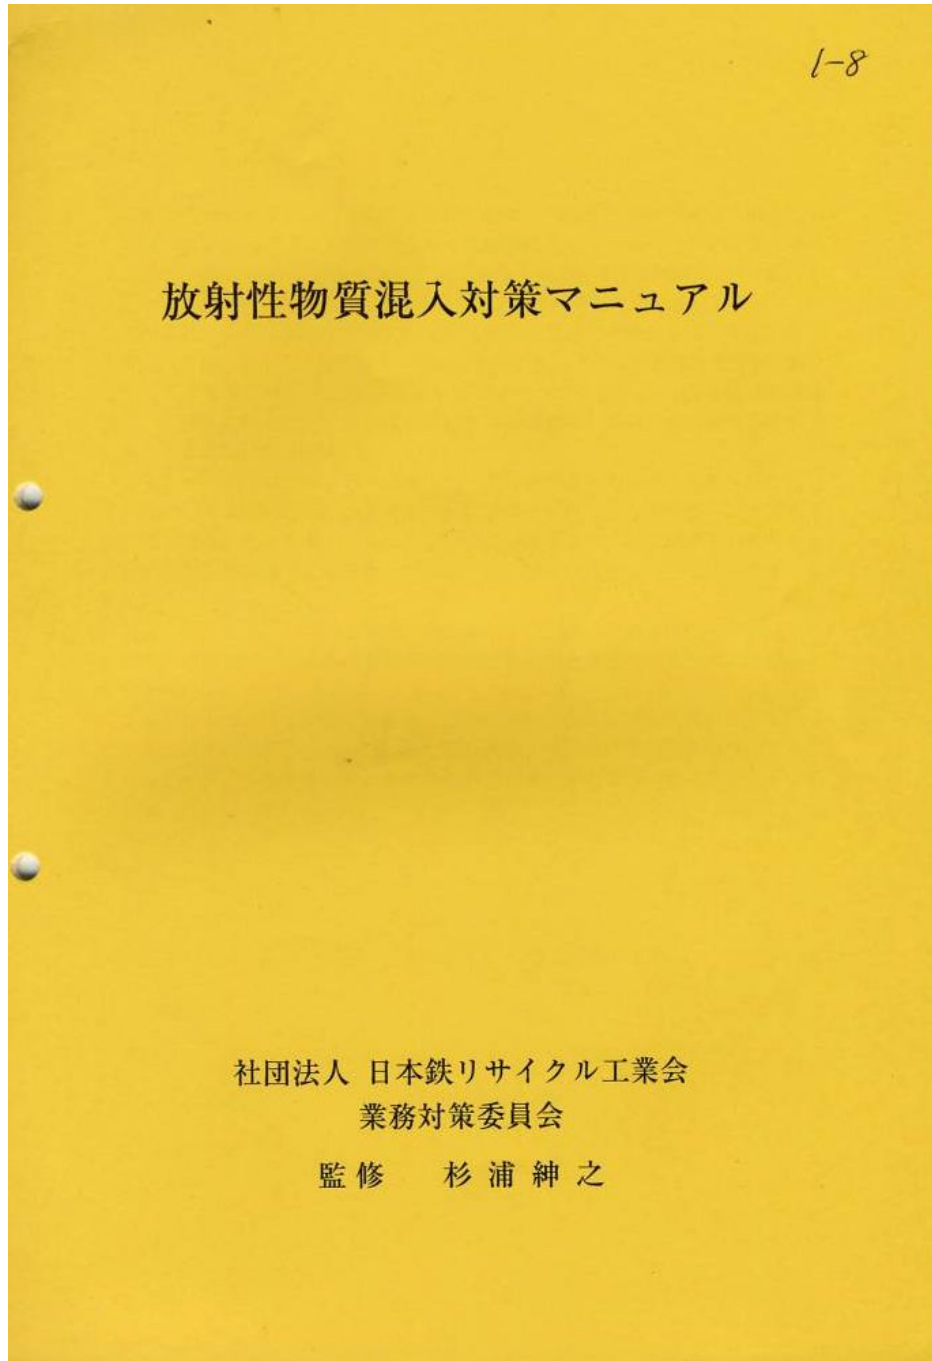 1-8
放射性物質混入対策マニュアル
社団法人 日本鉄リサイクル工業会
業務対策委員会
監修 杉浦紳之